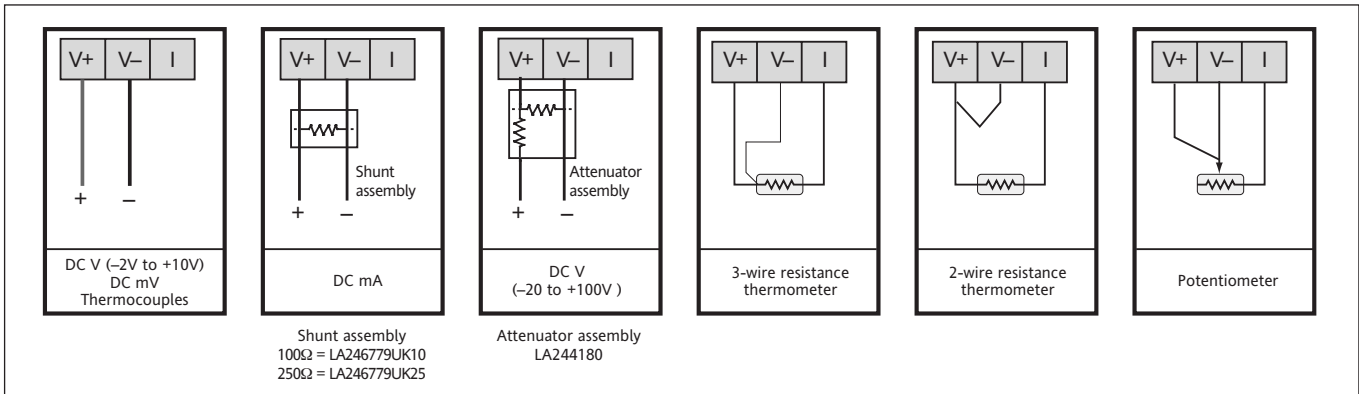 V+ V– I
+ –
DC V (–2V to +10V)
DC mV
Thermocouples
V+ V– I
Shunt
assembly
+ –
DC mA
Shunt assembly
100Ω = LA246779UK10
250Ω = LA246779UK25
V+ V– I
Attenuator
assembly
+ –
DC V
(–20 to +100V )
Attenuator assembly
LA244180
V+ V– I
3-wire resistance
thermometer
V+ V– I
2-wire resistance
thermometer
V+ V– I
Potentiometer